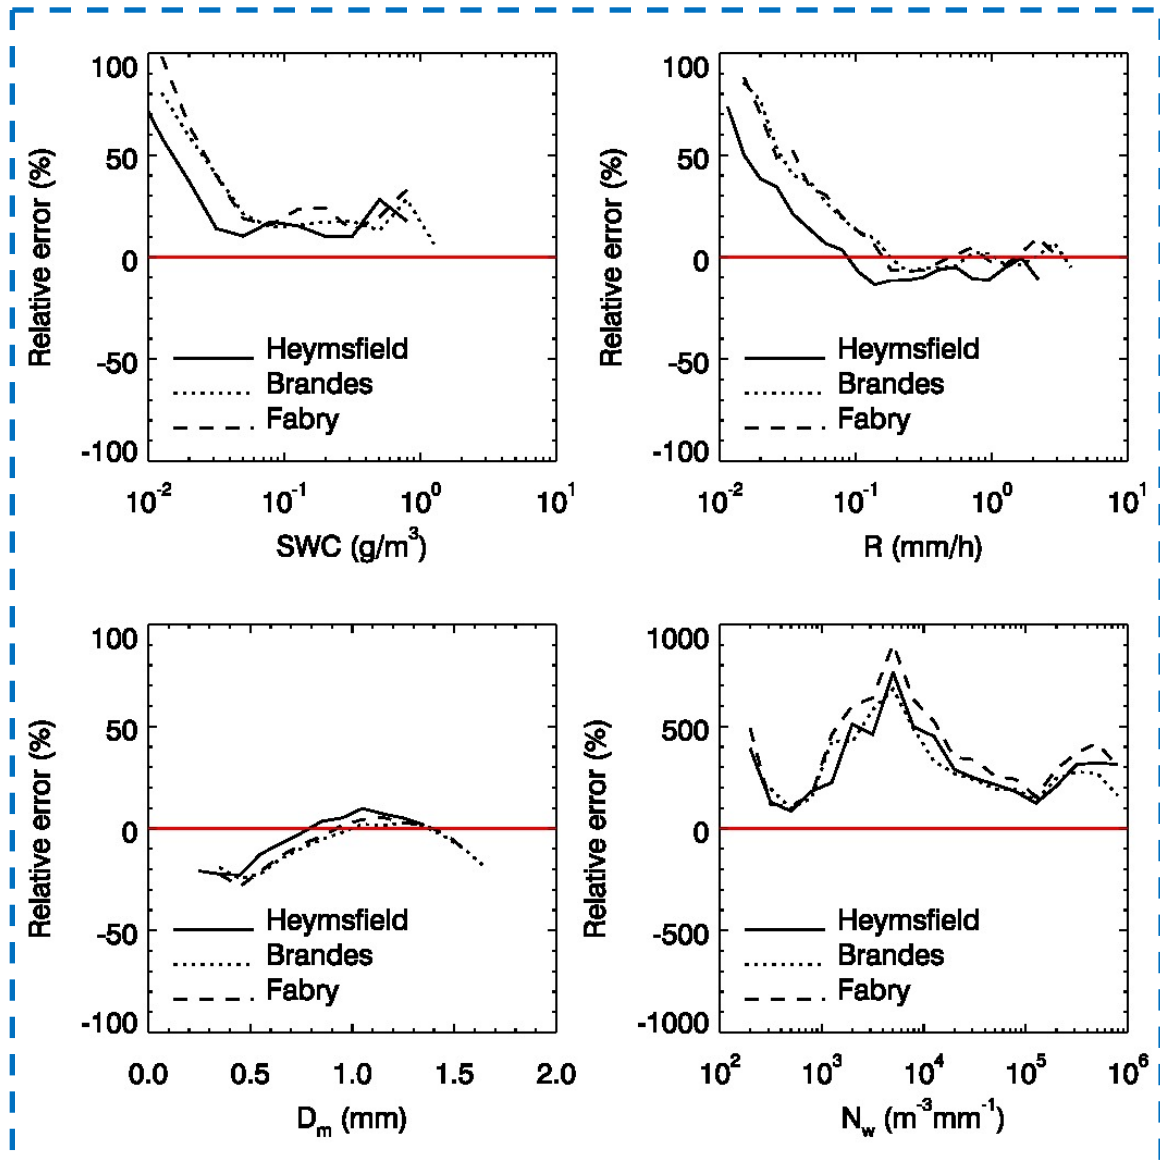 100
50
0
-50
-100
Relative error (%)
Heymsfield
Brandes
Fabry
10⁻² 10⁻¹ 10⁰ 10¹
SWC (g/m³)
100
50
0
-50
-100
Relative error (%)
Heymsfield
Brandes
Fabry
10⁻² 10⁻¹ 10⁰ 10¹
R (mm/h)
100
50
0
-50
-100
Relative error (%)
Heymsfield
Brandes
Fabry
0.0 0.5 1.0 1.5 2.0
Dₘ (mm)
1000
500
0
-500
-1000
Relative error (%)
Heymsfield
Brandes
Fabry
10² 10³ 10⁴ 10⁵ 10⁶
N_w (m⁻³mm⁻¹)